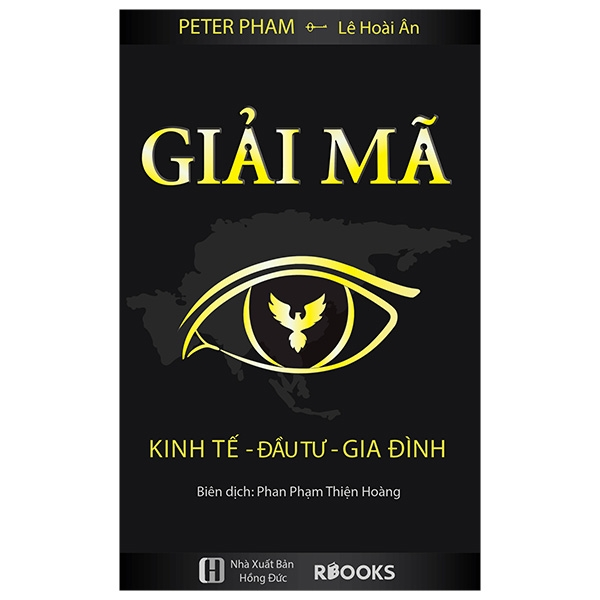 PETER PHAM Lê Hoài Ân
GIẢI MÃ
KINH TẾ - ĐẦU TƯ - GIA ĐÌNH
Biên dịch: Phan Phạm Thiện Hoàng
H Nhà Xuất Bản
Hồng Đức
RBOOKS